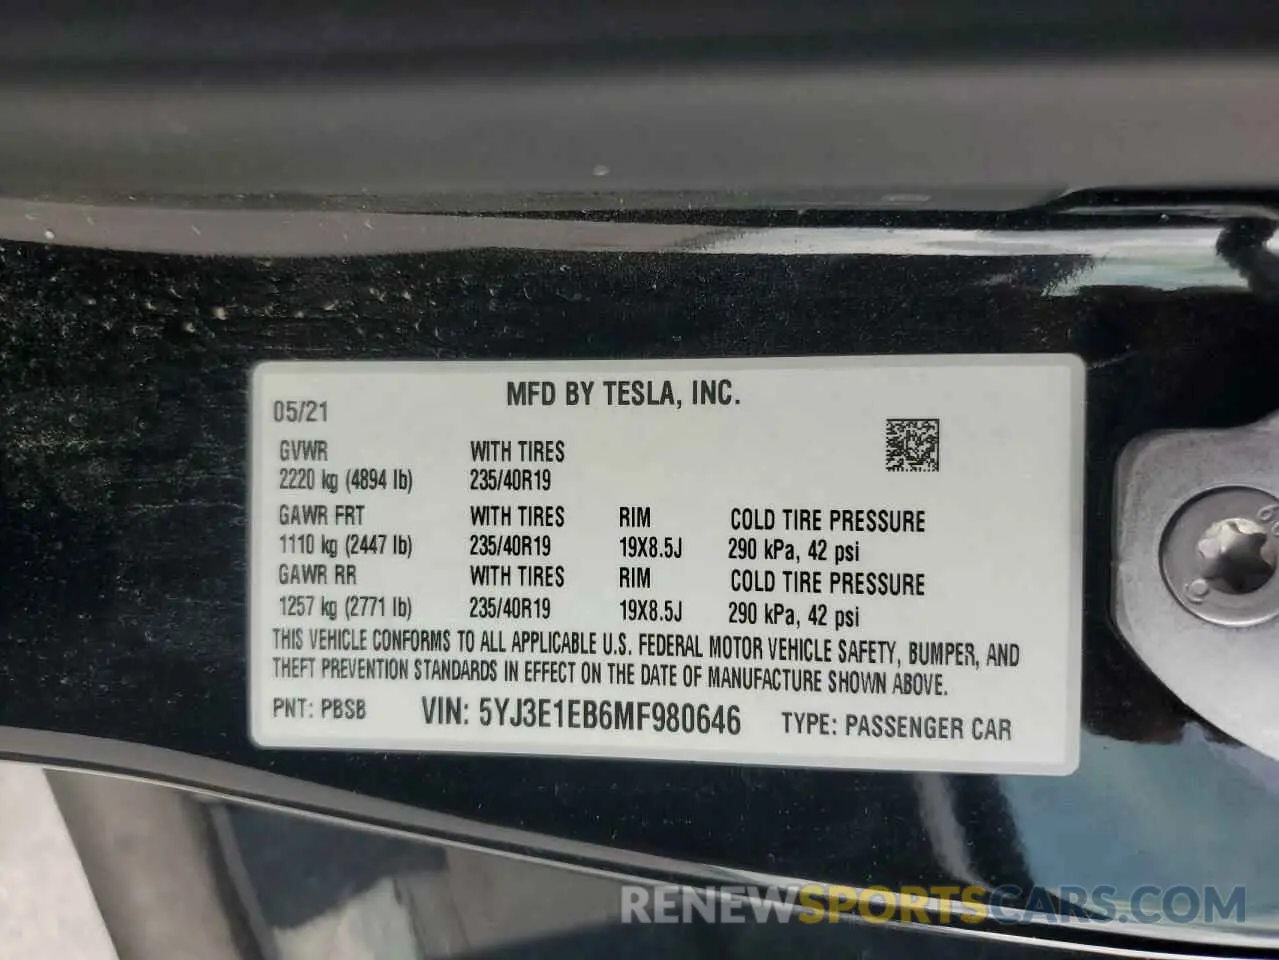 MFD BY TESLA, INC.
05/21
GVWR WITH TIRES
2220 kg (4894 lb) 235/40R19
GAWR FRT WITH TIRES RIM COLD TIRE PRESSURE
1110 kg (2447 lb) 235/40R19 19X8.5J 290 kPa, 42 psi
GAWR RR WITH TIRES RIM COLD TIRE PRESSURE
1257 kg (2771 lb) 235/40R19 19X8.5J 290 kPa, 42 psi
THIS VEHICLE CONFORMS TO ALL APPLICABLE U.S. FEDERAL MOTOR VEHICLE SAFETY, BUMPER, AND
THEFT PREVENTION STANDARDS IN EFFECT ON THE DATE OF MANUFACTURE SHOWN ABOVE.
PNT: PBSB VIN: 5YJ3E1EB6MF980646 TYPE: PASSENGER CAR
RENEWSPORTSCARS.COM